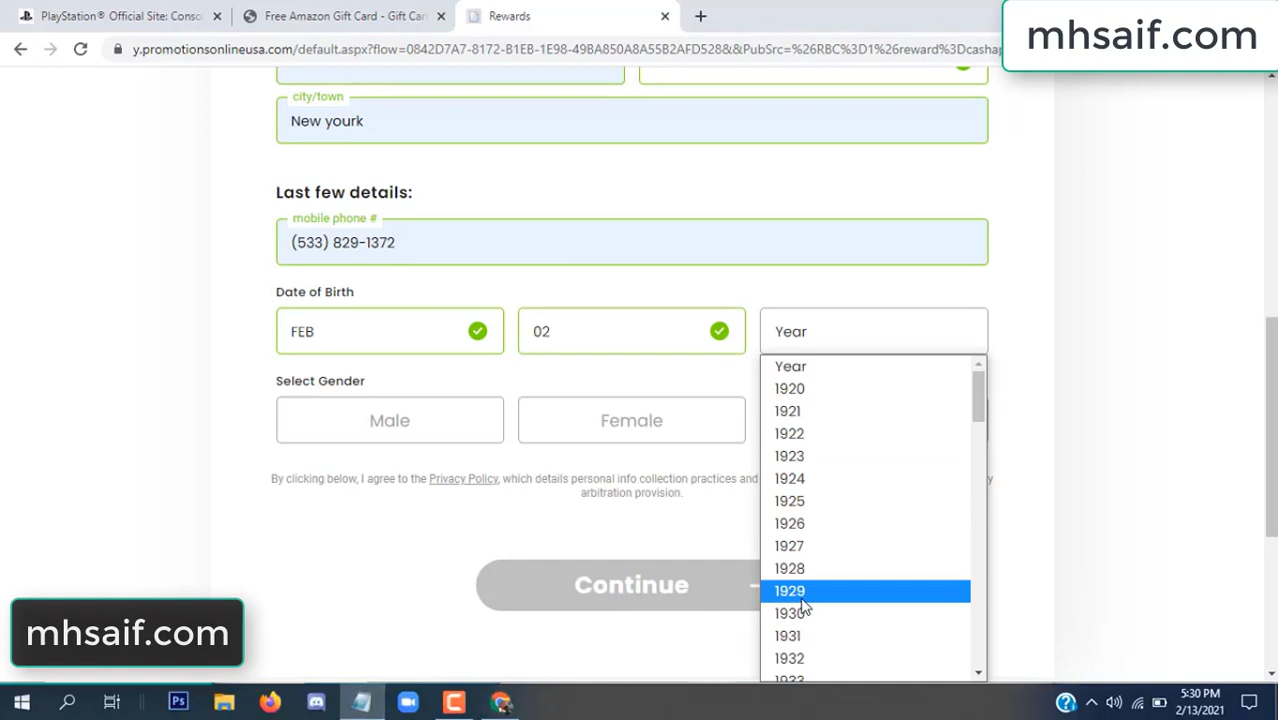 PlayStation® Official Site: Conso
Free Amazon Gift Card - Gift Car
Rewards
mhsaif.com
y.promotionsonlineusa.com/default.aspx?flow=0842D7A7-8172-B1EB-1E98-49BA850A8A55B2AFD528&&PubSrc=%26RBC%3D1%26reward%3Dcashap
city/town
New yourk
Last few details:
mobile phone #
(533) 829-1372
Date of Birth
FEB
02
Year
Year
1920
1921
1922
1923
1924
1925
1926
1927
1928
1929
1930
1931
1932
1933
Select Gender
Male
Female
By clicking below, I agree to the Privacy Policy, which details personal info collection practices and
arbitration provision.
Continue
mhsaif.com
Ps
5:30 PM
2/13/2021